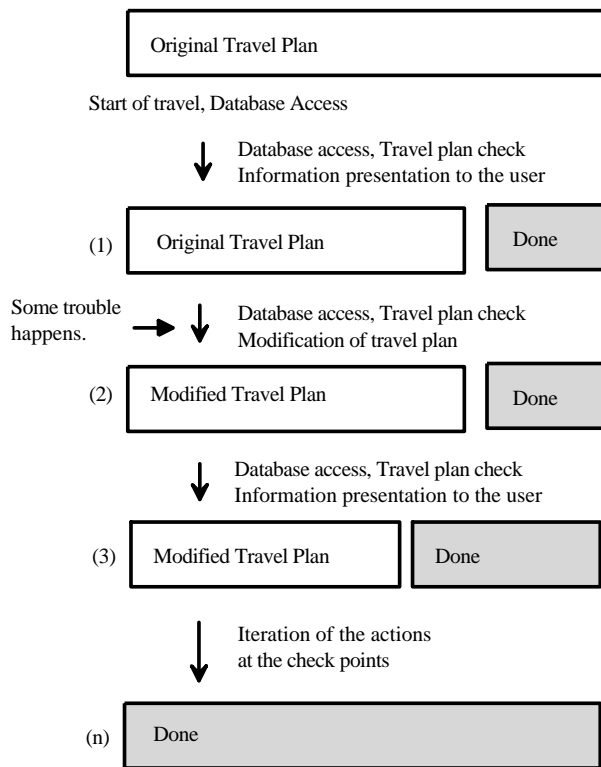 Original Travel Plan
Start of travel, Database Access
Database access, Travel plan check
Information presentation to the user
(1)
Original Travel Plan
Done
Some trouble
happens.
Database access, Travel plan check
Modification of travel plan
(2)
Modified Travel Plan
Done
Database access, Travel plan check
Information presentation to the user
(3)
Modified Travel Plan
Done
Iteration of the actions
at the check points
(n)
Done